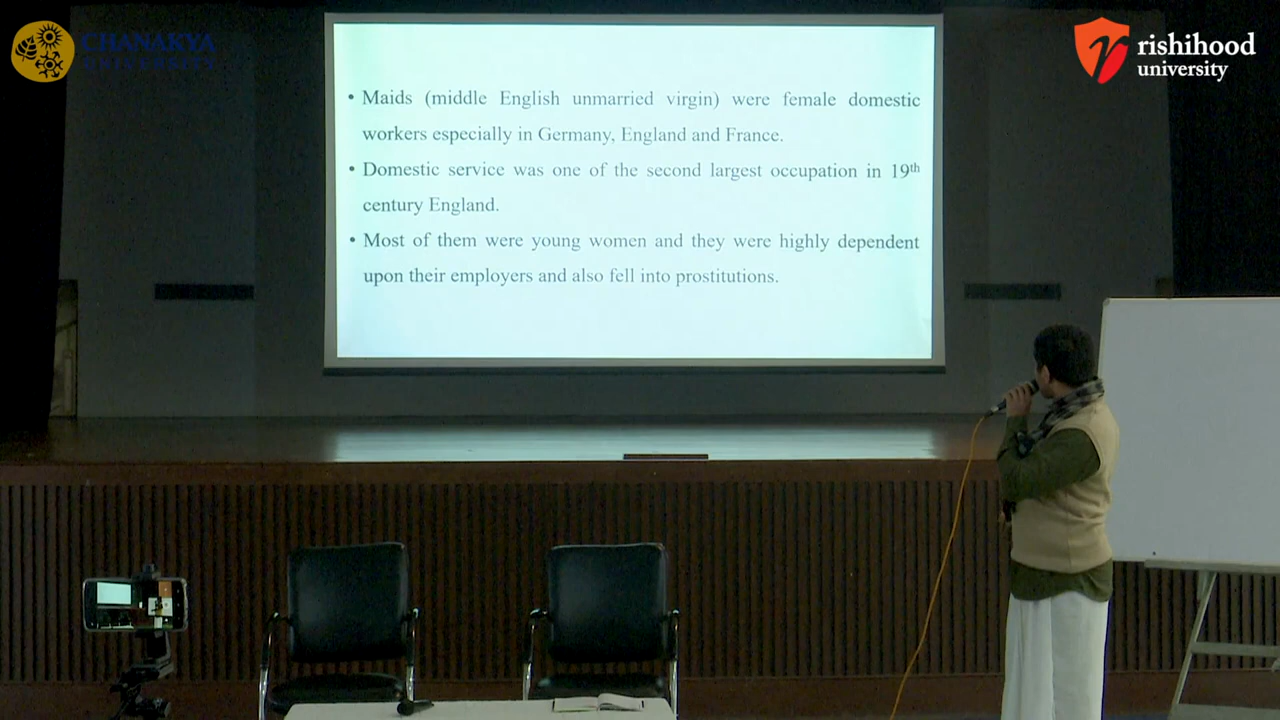 CHANAKYA
UNIVERSITY
rishihood
university
• Maids (middle English unmarried virgin) were female domestic
workers especially in Germany, England and France.
• Domestic service was one of the second largest occupation in 19th
century England.
• Most of them were young women and they were highly dependent
upon their employers and also fell into prostitutions.